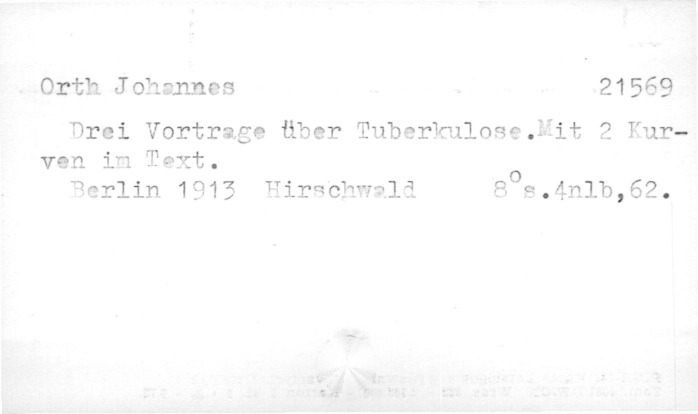 Orth Johannes 21569
Drei Vortrage über Tuberkulose.Mit 2 Kur-
ven im Text.
Berlin 1913 Hirschwald 8°s.4nlb,62.